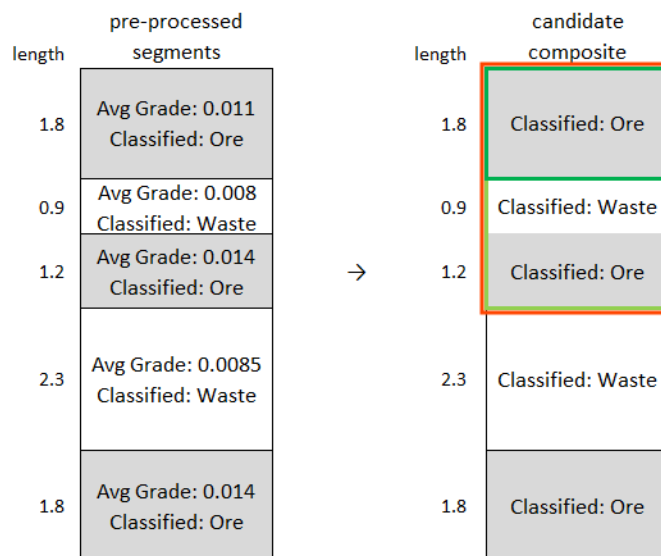 pre-processed
segments
length
Avg Grade: 0.011
Classified: Ore
1.8
Avg Grade: 0.008
Classified: Waste
0.9
Avg Grade: 0.014
Classified: Ore
1.2
Avg Grade: 0.0085
Classified: Waste
2.3
Avg Grade: 0.014
Classified: Ore
1.8
→
candidate
composite
length
1.8
Classified: Ore
0.9
Classified: Waste
1.2
Classified: Ore
2.3
Classified: Waste
1.8
Classified: Ore